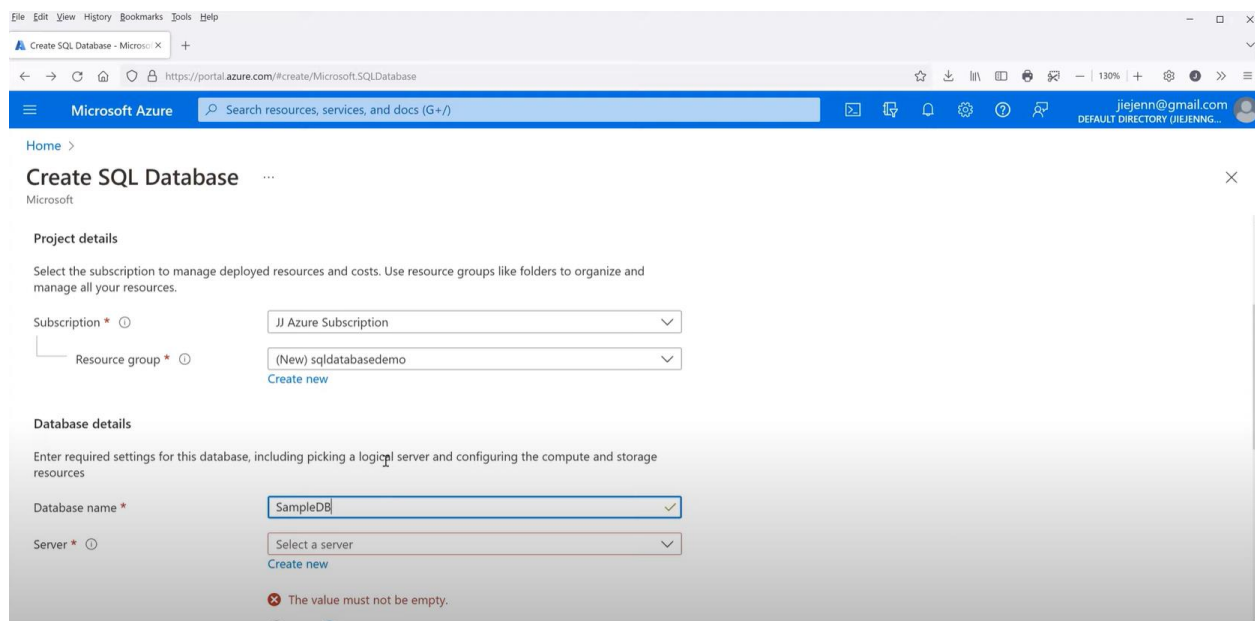 File Edit View History Bookmarks Tools Help
Create SQL Database - Microso
https://portal.azure.com/#create/Microsoft.SQLDatabase
130%
Microsoft Azure
Search resources, services, and docs (G+/)
jiejenn@gmail.com
DEFAULT DIRECTORY (JIEJENNG...
Home >
Create SQL Database ...
Microsoft
Project details
Select the subscription to manage deployed resources and costs. Use resource groups like folders to organize and
manage all your resources.
Subscription *
JJ Azure Subscription
Resource group *
(New) sqldatabasedemo
Create new
Database details
Enter required settings for this database, including picking a logical server and configuring the compute and storage
resources
Database name *
SampleDB
Server *
Select a server
Create new
The value must not be empty.